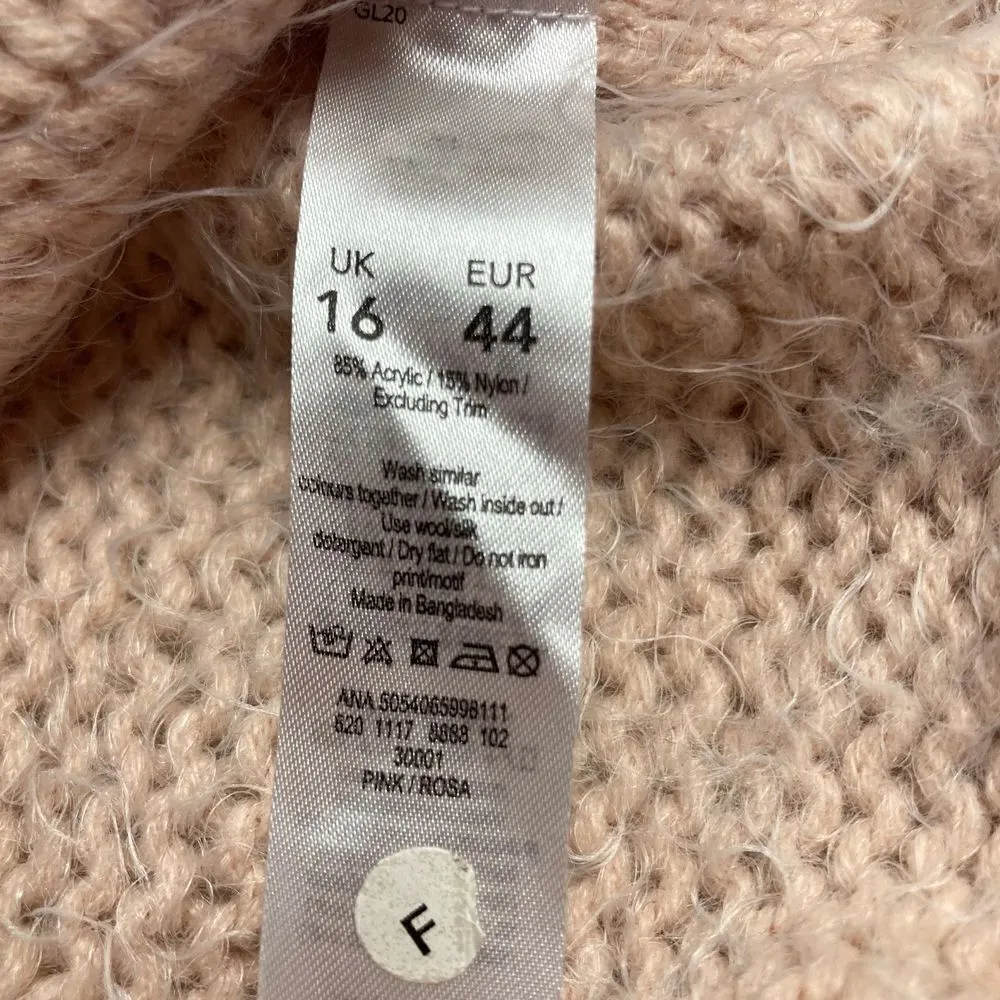 GL20
UK EUR
16 44
85% Acrylic / 15% Nylon /
Excluding Trim
Wash similar
colours together / Wash inside out /
Use wool/silk
detergent / Dry flat / Do not iron
print/motif
Made in Bangladesh
ANA 5054065998111
620 1117 8888 102
30001
PINK / ROSA
F